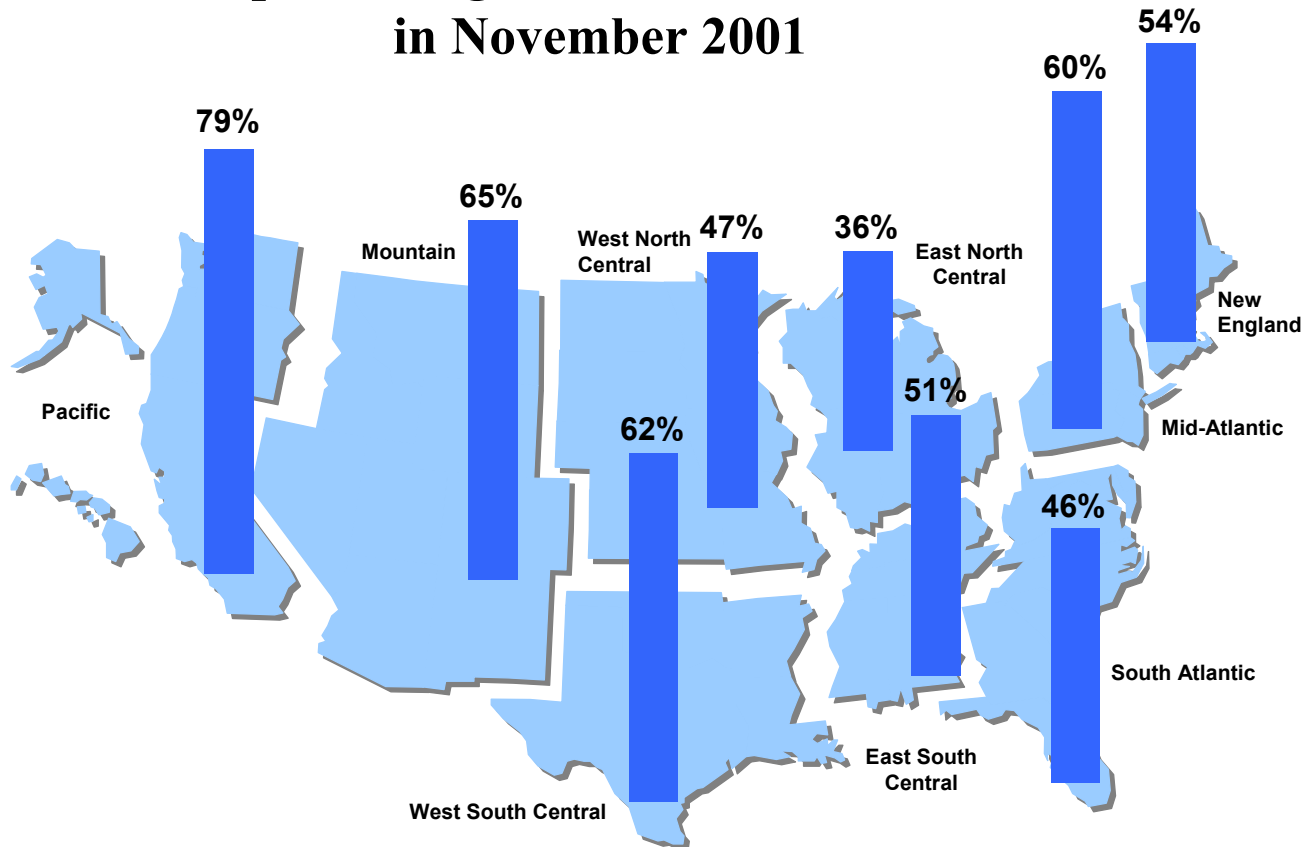 in November 2001
54%
60%
79%
65%
47%
36%
Mountain
West North
Central
East North
Central
New
England
Pacific
51%
62%
Mid-Atlantic
46%
South Atlantic
East South
Central
West South Central